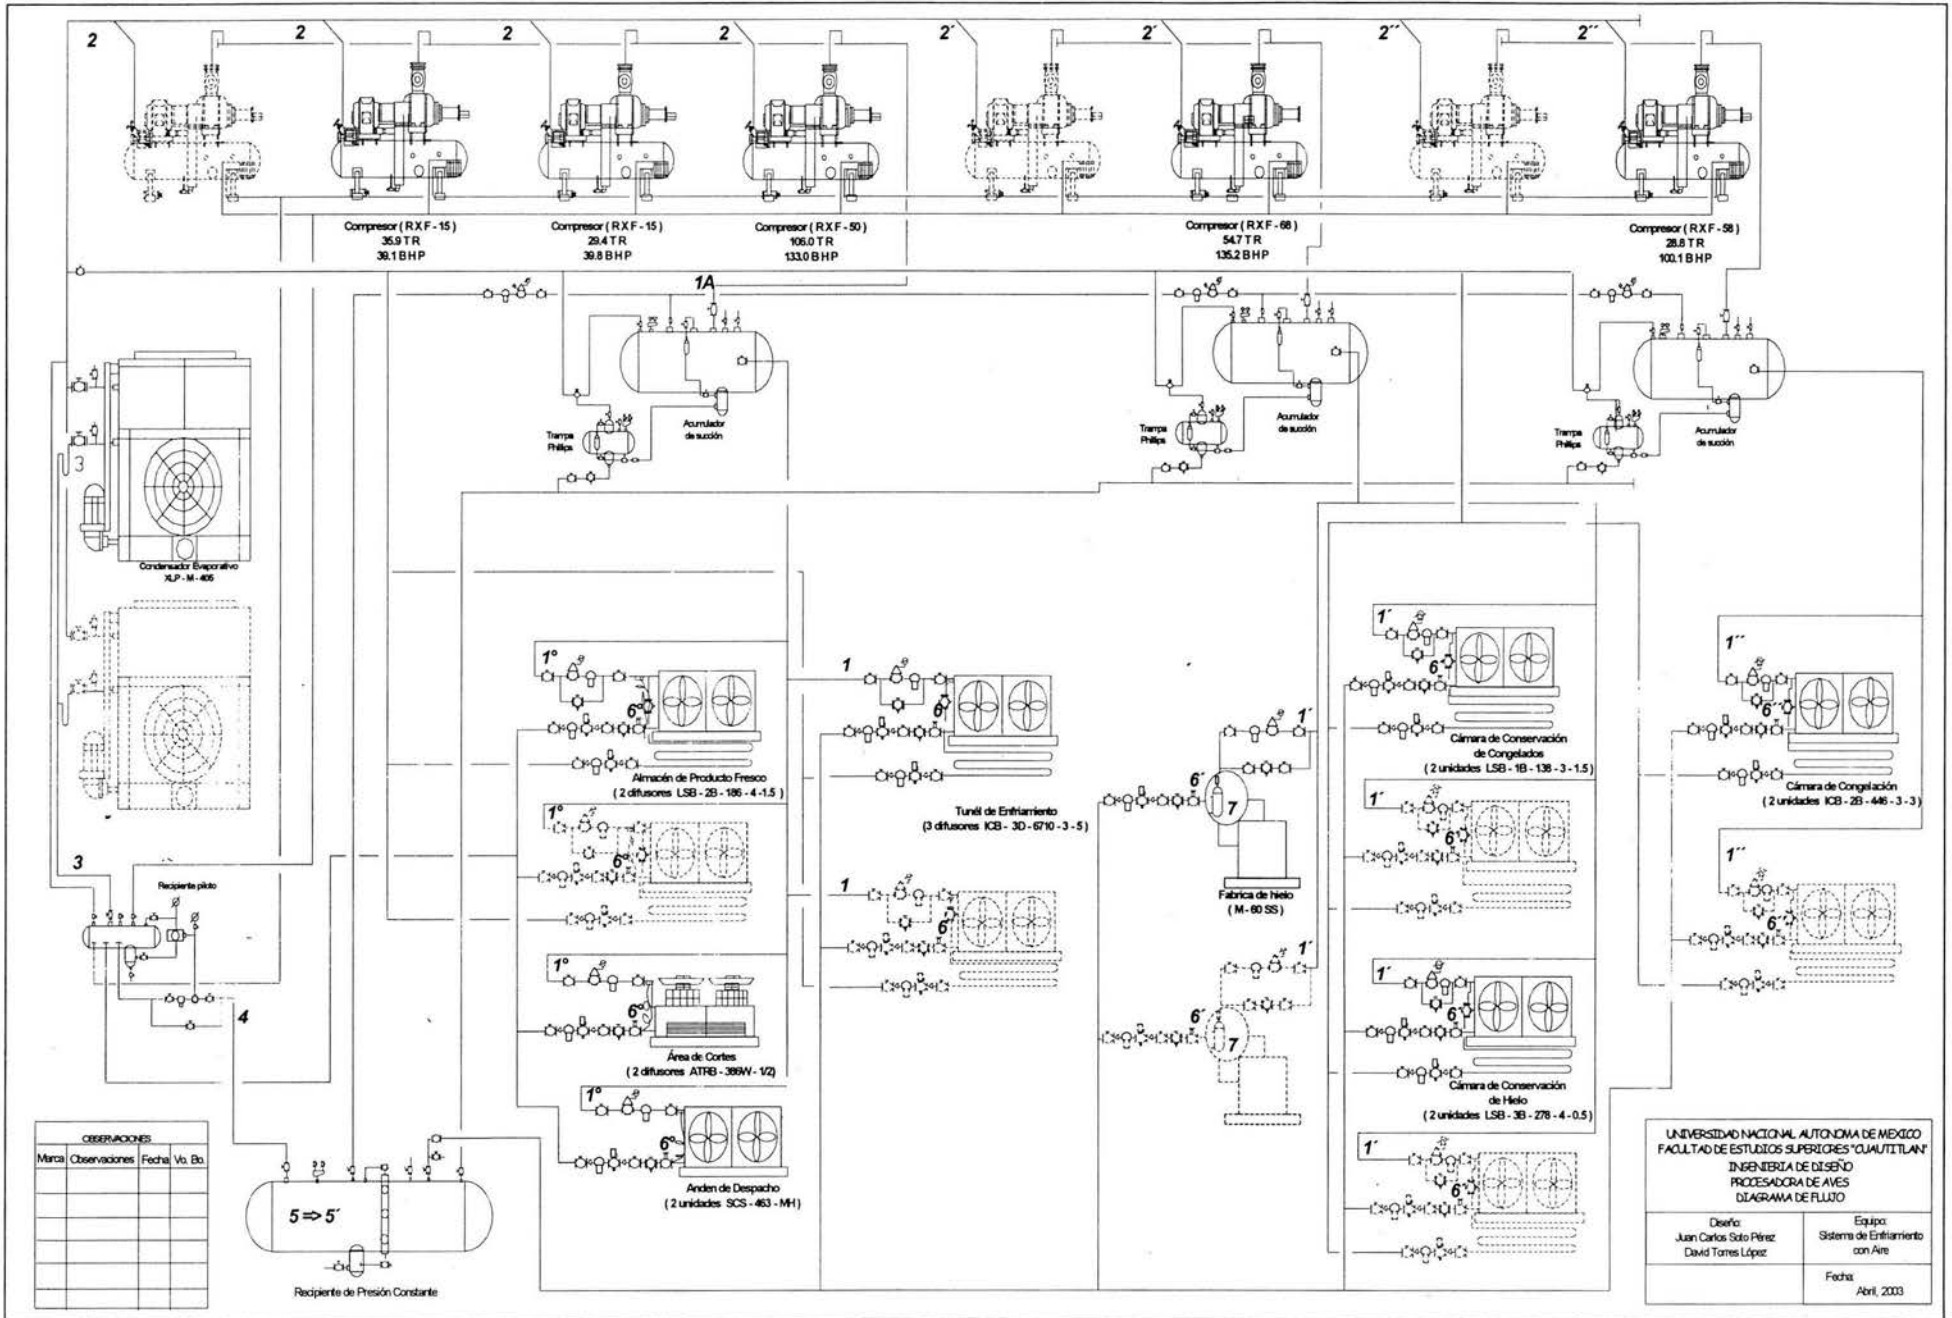 2
2
2
2
2´
2´
2´´
2´´
Compresor ( RXF - 15 )
35.9 TR
39.1 BHP
Compresor ( RXF - 15 )
29.4 TR
39.8 BHP
Compresor ( RXF - 50 )
106.0 TR
133.0 BHP
Compresor ( RXF - 68 )
54.7 TR
135.2 BHP
Compresor ( RXF - 58 )
28.8 TR
100.1 BHP
1A
Trampa
Phillips
Acumulador
de succión
Trampa
Phillips
Acumulador
de succión
Trampa
Phillips
Acumulador
de succión
3
Condensador Evaporativo
XLP - M - 405
3
Recipiente piloto
4
5 => 5´
Recipiente de Presión Constante
1°
6°
Almacén de Producto Fresco
( 2 difusores LSB - 2B - 186 - 4 -1.5 )
1°
6°
1°
6°
Área de Cortes
( 2 difusores ATRB - 386W - 1/2)
1°
6°
Anden de Despacho
( 2 unidades SCS - 463 - MH )
1
6
Tunél de Enfriamiento
(3 difusores ICB - 3D - 6710 - 3 - 5 )
1
6
1´
6´
7
Fabrica de hielo
( M - 60 SS )
1´
6´
7
1´
6´
Cámara de Conservación
de Congelados
( 2 unidades LSB - 1B - 136 - 3 - 1.5 )
1´
6´
1´
6´
Cámara de Conservación
de Hielo
( 2 unidades LSB - 3B - 278 - 4 - 0.5 )
1´
6´
1´´
6´´
Cámara de Congelación
( 2 unidades ICB - 2B - 446 - 3 - 3 )
1´´
6´´
OBSERVACIONES
Marca Observaciones Fecha Vo. Bo.
UNIVERSIDAD NACIONAL AUTONOMA DE MEXICO
FACULTAD DE ESTUDIOS SUPERIORES "CUAUTITLAN"
INGENIERIA DE DISEÑO
PROCESADORA DE AVES
DIAGRAMA DE FLUJO
Diseño:
Juan Carlos Soto Pérez
David Torres López
Equipo:
Sistema de Enfriamiento
con Aire
Fecha:
Abril, 2003